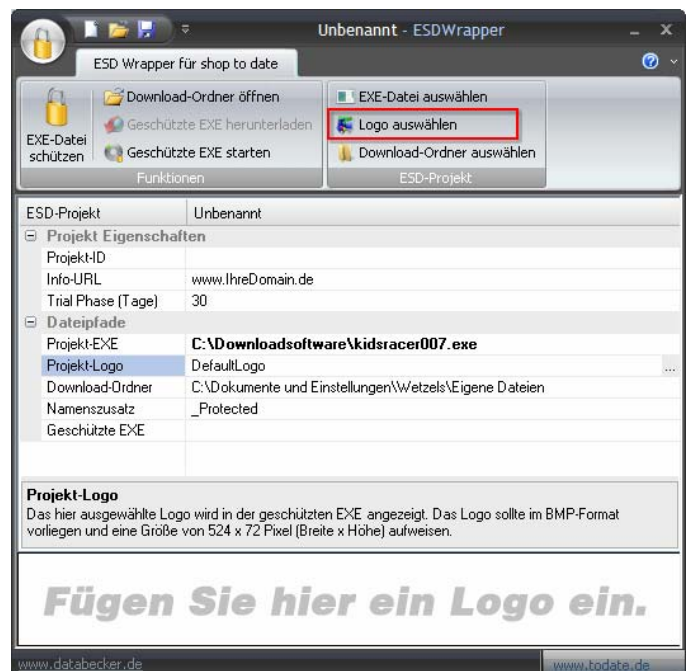 Unbenannt - ESDWrapper
ESD Wrapper für shop to date
EXE-Datei schützen
Download-Ordner öffnen
Geschützte EXE herunterladen
Geschützte EXE starten
Funktionen
EXE-Datei auswählen
Logo auswählen
Download-Ordner auswählen
ESD-Projekt
ESD-Projekt Unbenannt
Projekt Eigenschaften
Projekt-ID
Info-URL www.IhreDomain.de
Trial Phase (Tage) 30
Dateipfade
Projekt-EXE C:\Downloadsoftware\kidsracer007.exe
Projekt-Logo DefaultLogo ...
Download-Ordner C:\Dokumente und Einstellungen\Wetzels\Eigene Dateien
Namenszusatz _Protected
Geschützte EXE
Projekt-Logo
Das hier ausgewählte Logo wird in der geschützten EXE angezeigt. Das Logo sollte im BMP-Format
vorliegen und eine Größe von 524 x 72 Pixel (Breite x Höhe) aufweisen.
Fügen Sie hier ein Logo ein.
www.databecker.de www.todate.de